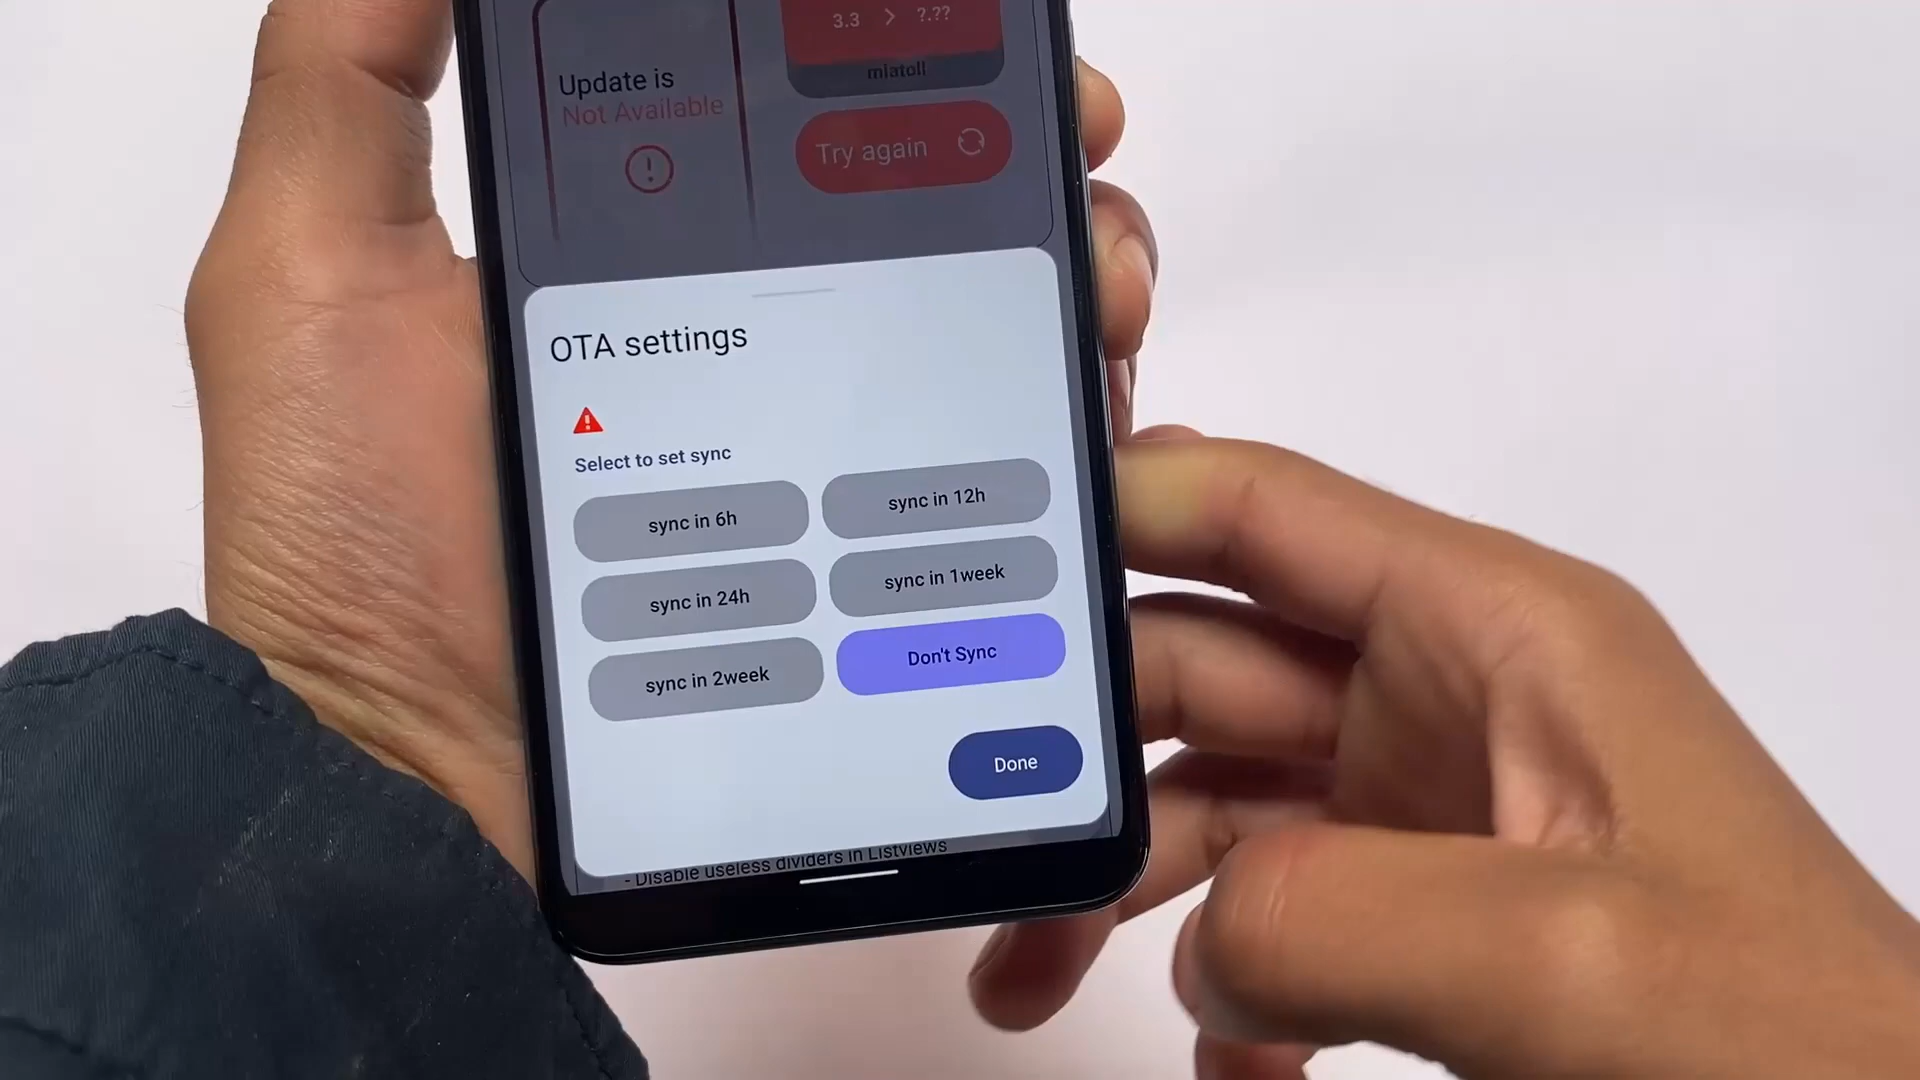 3.3 > ?.??
miatoll
Update is
Not Available
Try again
OTA settings
Select to set sync
sync in 6h
sync in 12h
sync in 24h
sync in 1week
sync in 2week
Don't Sync
Done
- Disable useless dividers in Listviews